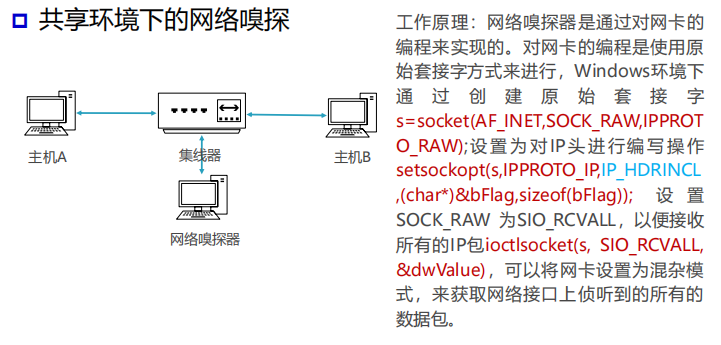 共享环境下的网络嗅探
主机A
集线器
主机B
网络嗅探器
工作原理：网络嗅探器是通过对网卡的
编程来实现的。对网卡的编程是使用原
始套接字方式来进行，Windows环境下
通过创建原始套接字
s=socket(AF_INET,SOCK_RAW,IPPROT
O_RAW);设置为对IP头进行编写操作
setsockopt(s,IPPROTO_IP,IP_HDRINCL
,(char*)&bFlag,sizeof(bFlag)); 设置
SOCK_RAW 为SIO_RCVALL，以便接收
所有的IP包ioctlsocket(s, SIO_RCVALL,
&dwValue)，可以将网卡设置为混杂模
式，来获取网络接口上侦听到的所有的
数据包。